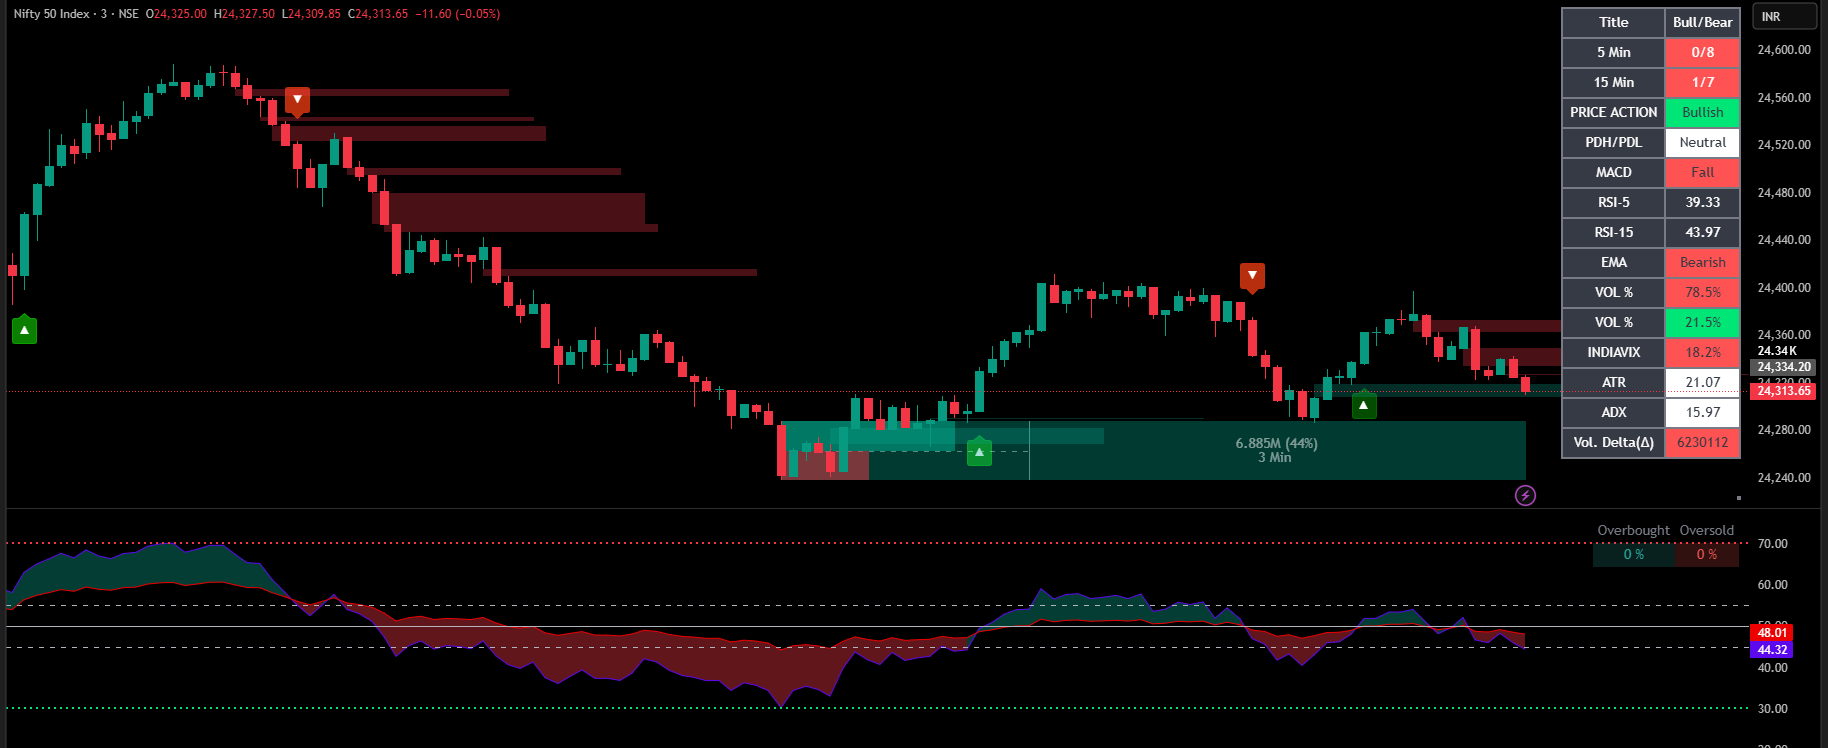 Nifty 50 Index · 3 · NSE O24,325.00 H24,327.50 L24,309.85 C24,313.65 −11.60 (−0.05%)
INR
Title Bull/Bear
5 Min 0/8
15 Min 1/7
PRICE ACTION Bullish
PDH/PDL Neutral
MACD Fall
RSI-5 39.33
RSI-15 43.97
EMA Bearish
VOL % 78.5%
VOL % 21.5%
INDIAVIX 18.2%
ATR 21.07
ADX 15.97
Vol. Delta(Δ) 6230112
24,600.00
24,560.00
24,520.00
24,480.00
24,440.00
24,400.00
24,360.00
24.34K
24,334.20
24,320.00
24,313.65
24,280.00
24,240.00
6.885M (44%)
3 Min
Overbought Oversold
0 % 0 %
70.00
60.00
50.00
48.01
44.32
40.00
30.00